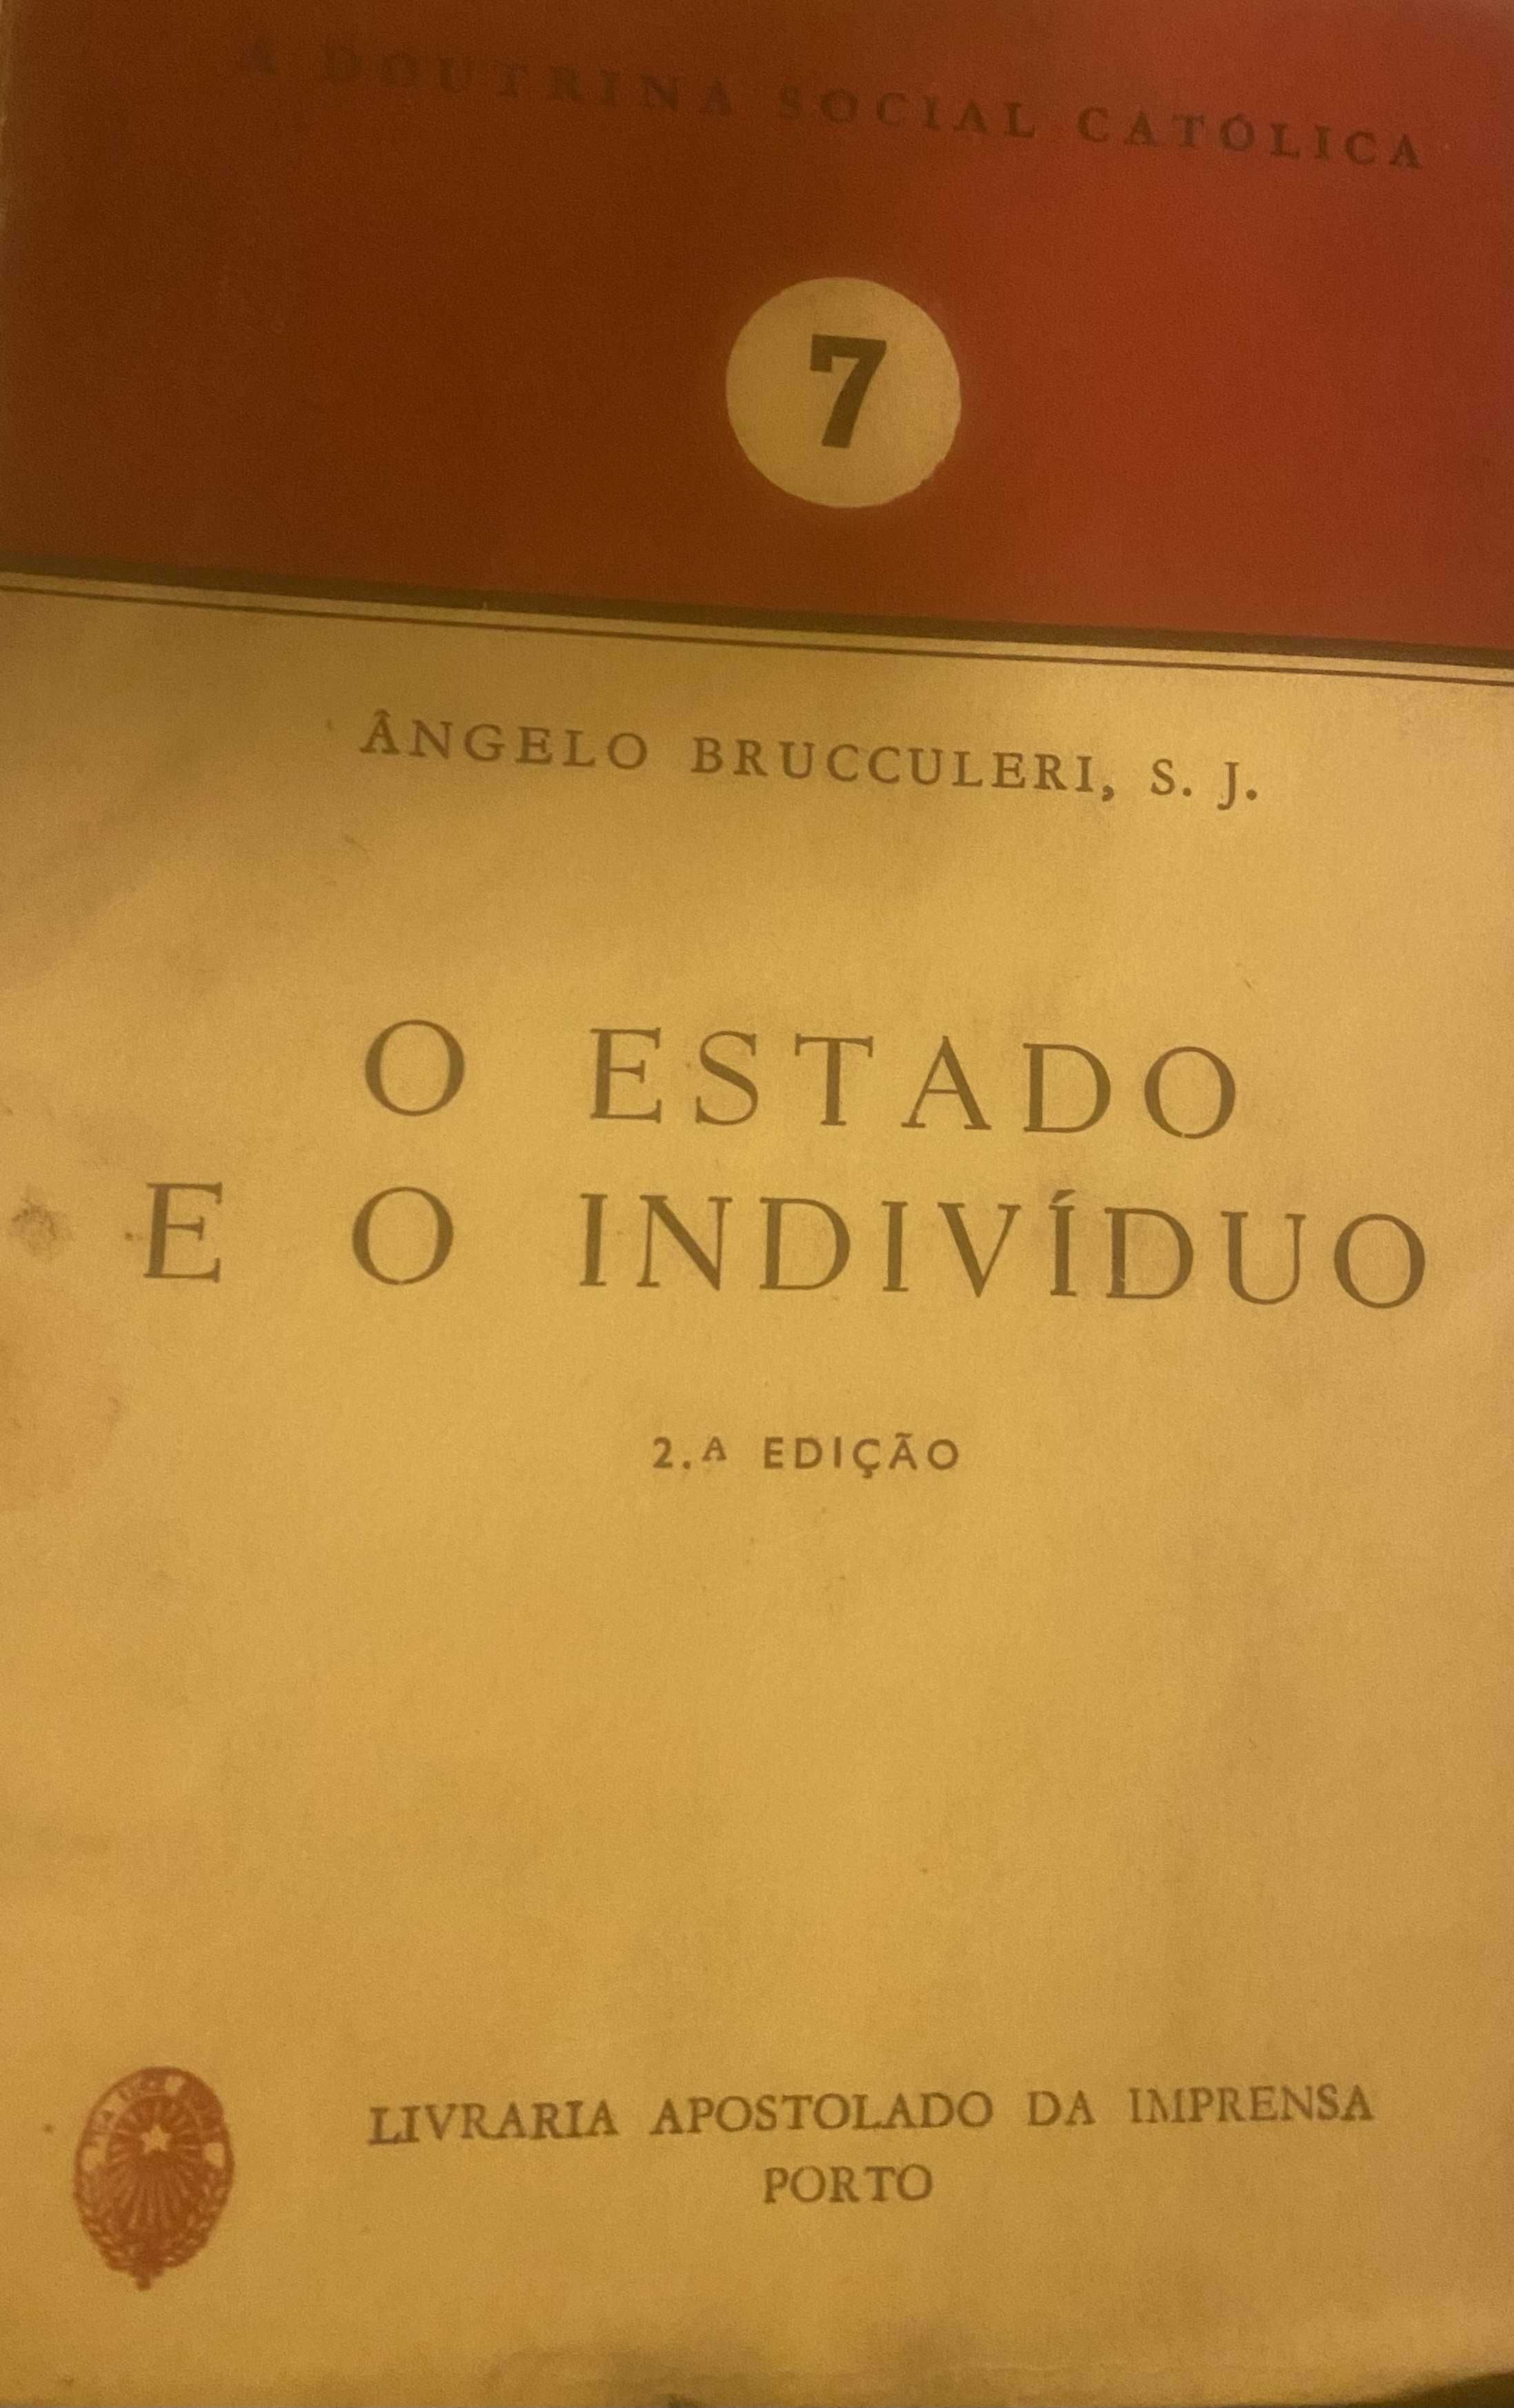 A DOUTRINA SOCIAL CATÓLICA
7
ÂNGELO BRUCCULERI, S. J.
O ESTADO
E O INDIVÍDUO
2.ᴬ EDIÇÃO
LIVRARIA APOSTOLADO DA IMPRENSA
PORTO